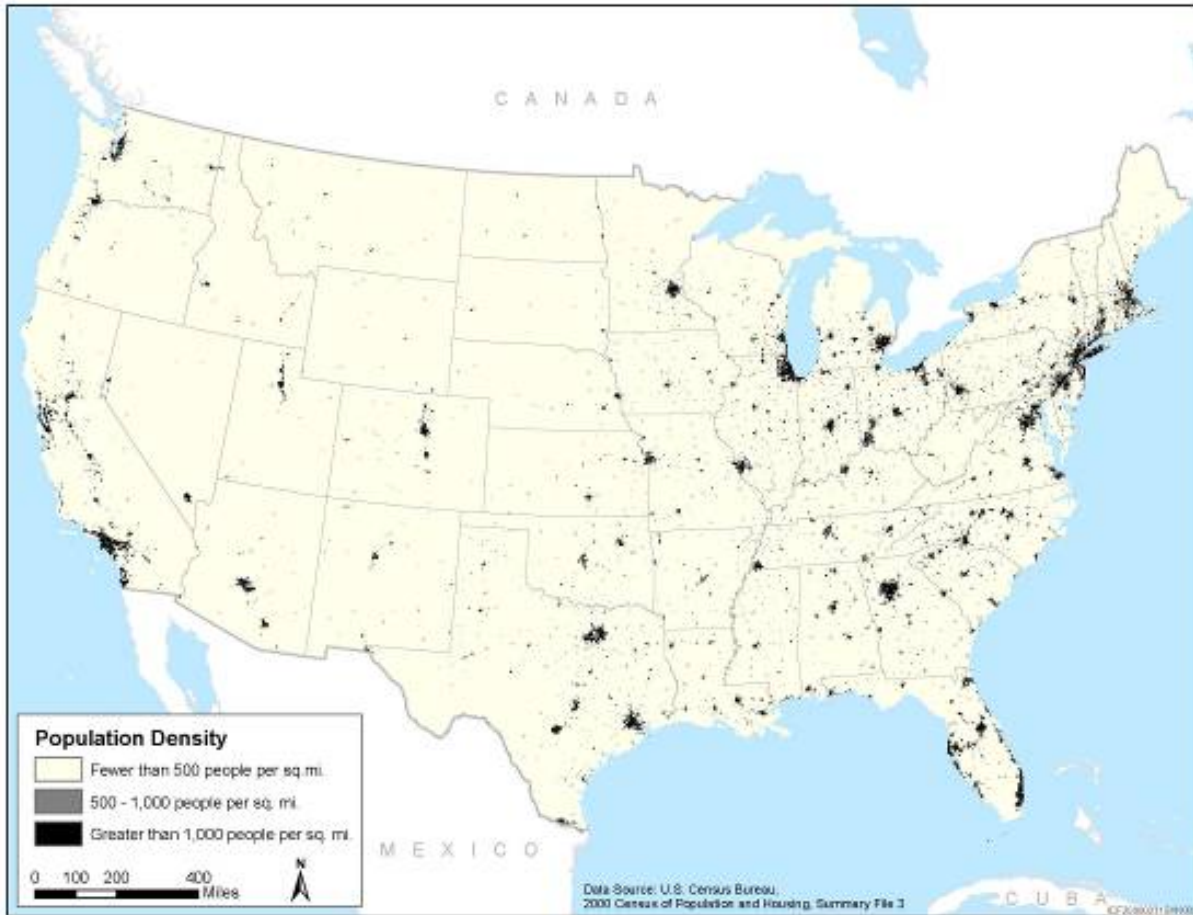 CANADA
Population Density
Fewer than 500 people per sq.mi.
500 - 1,000 people per sq. mi.
Greater than 1,000 people per sq. mi.
0 100 200 400
Miles
N
MEXICO
Data Source: U.S. Census Bureau,
2000 Census of Population and Housing, Summary File 3
CUBA